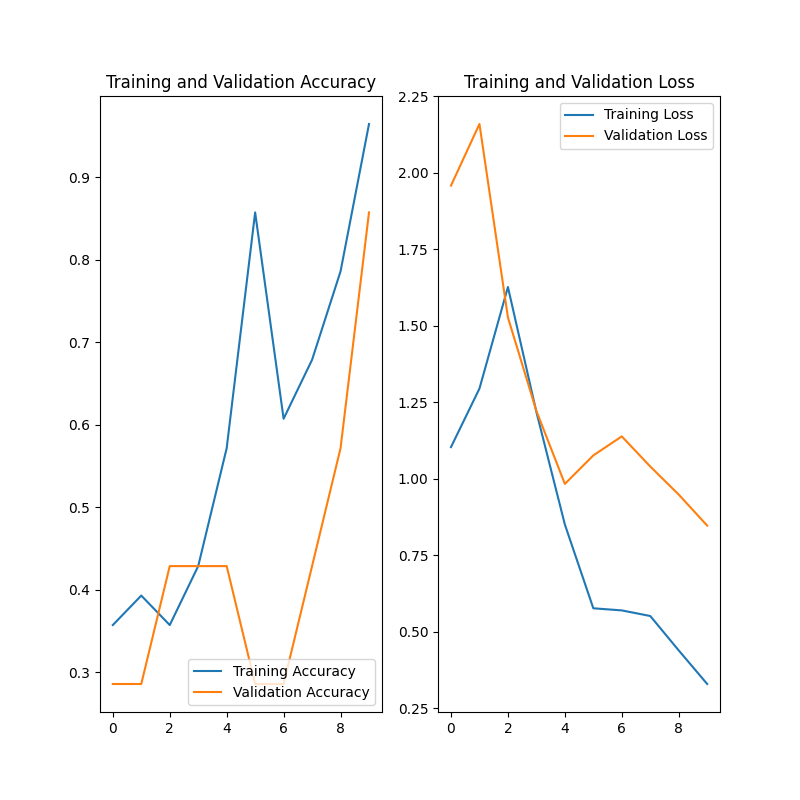 Training and Validation Accuracy
0.9
0.8
0.7
0.6
0.5
0.4
0.3
Training Accuracy
Validation Accuracy
0 2 4 6 8
Training and Validation Loss
2.25
2.00
1.75
1.50
1.25
1.00
0.75
0.50
0.25
Training Loss
Validation Loss
0 2 4 6 8